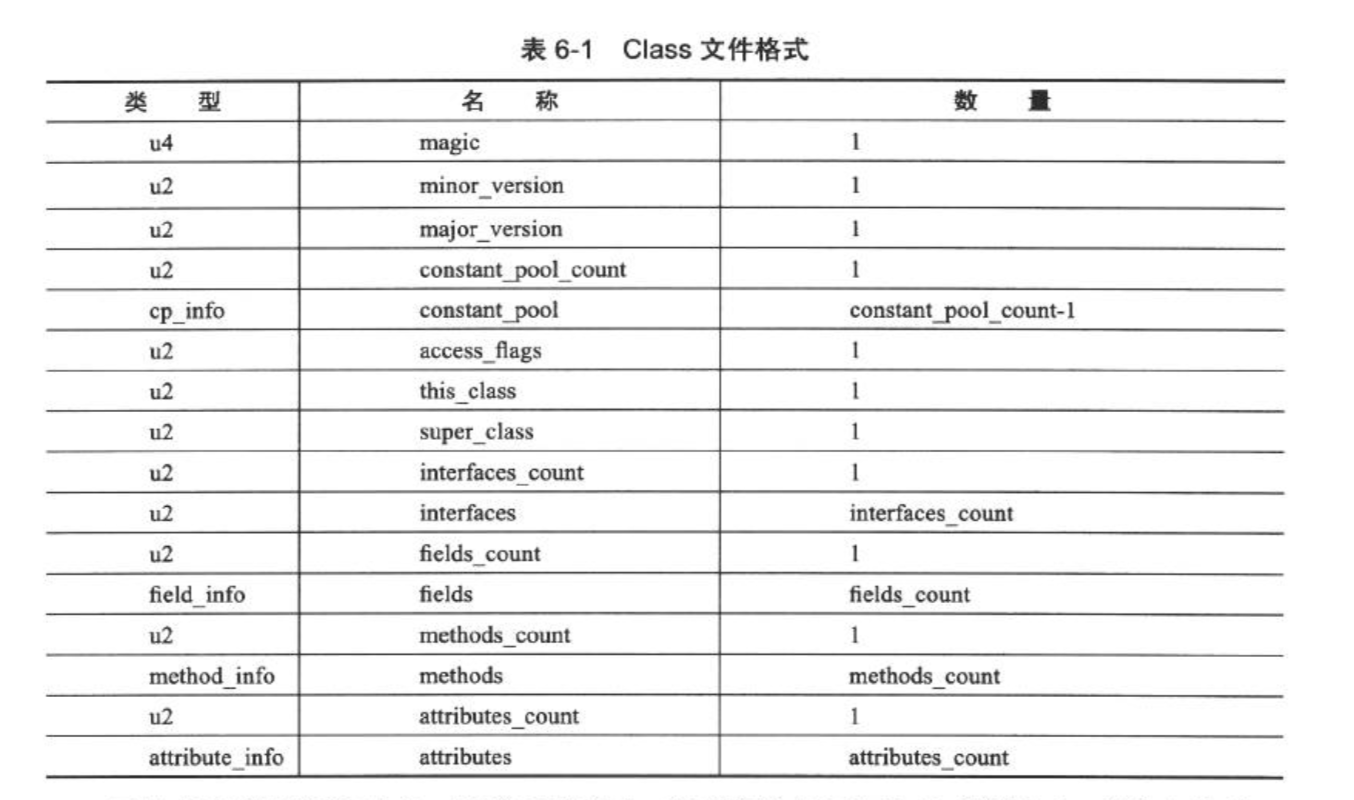 表 6-1 Class 文件格式
类 型 名 称 数 量
u4 magic 1
u2 minor_version 1
u2 major_version 1
u2 constant_pool_count 1
cp_info constant_pool constant_pool_count-1
u2 access_flags 1
u2 this_class 1
u2 super_class 1
u2 interfaces_count 1
u2 interfaces interfaces_count
u2 fields_count 1
field_info fields fields_count
u2 methods_count 1
method_info methods methods_count
u2 attributes_count 1
attribute_info attributes attributes_count